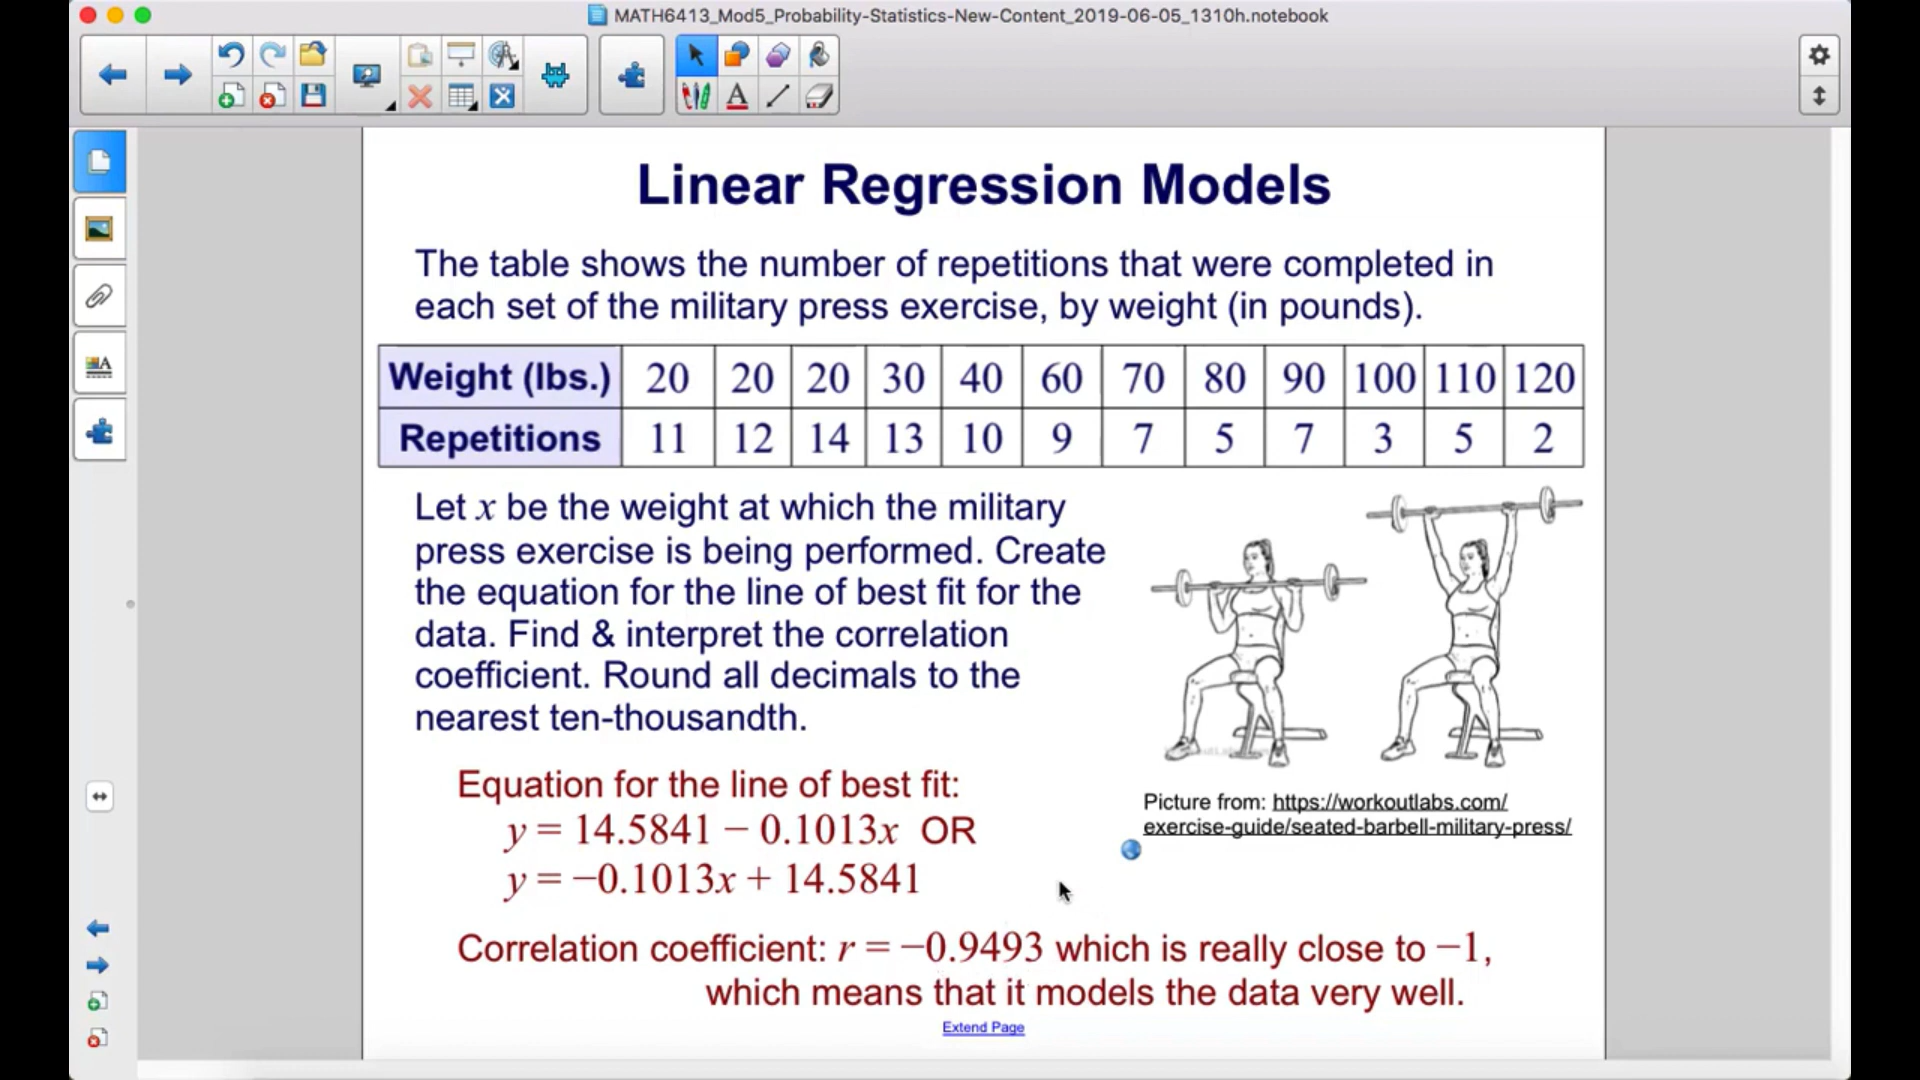 MATH6413_Mod5_Probability-Statistics-New-Content_2019-06-05_1310h.notebook
Linear Regression Models
The table shows the number of repetitions that were completed in
each set of the military press exercise, by weight (in pounds).
Weight (lbs.) 20 20 20 30 40 60 70 80 90 100 110 120
Repetitions 11 12 14 13 10 9 7 5 7 3 5 2
Let x be the weight at which the military
press exercise is being performed. Create
the equation for the line of best fit for the
data. Find & interpret the correlation
coefficient. Round all decimals to the
nearest ten-thousandth.
Picture from: https://workoutlabs.com/
exercise-guide/seated-barbell-military-press/
Equation for the line of best fit:
y = 14.5841 − 0.1013x OR
y = −0.1013x + 14.5841
Correlation coefficient: r = −0.9493 which is really close to −1,
which means that it models the data very well.
Extend Page